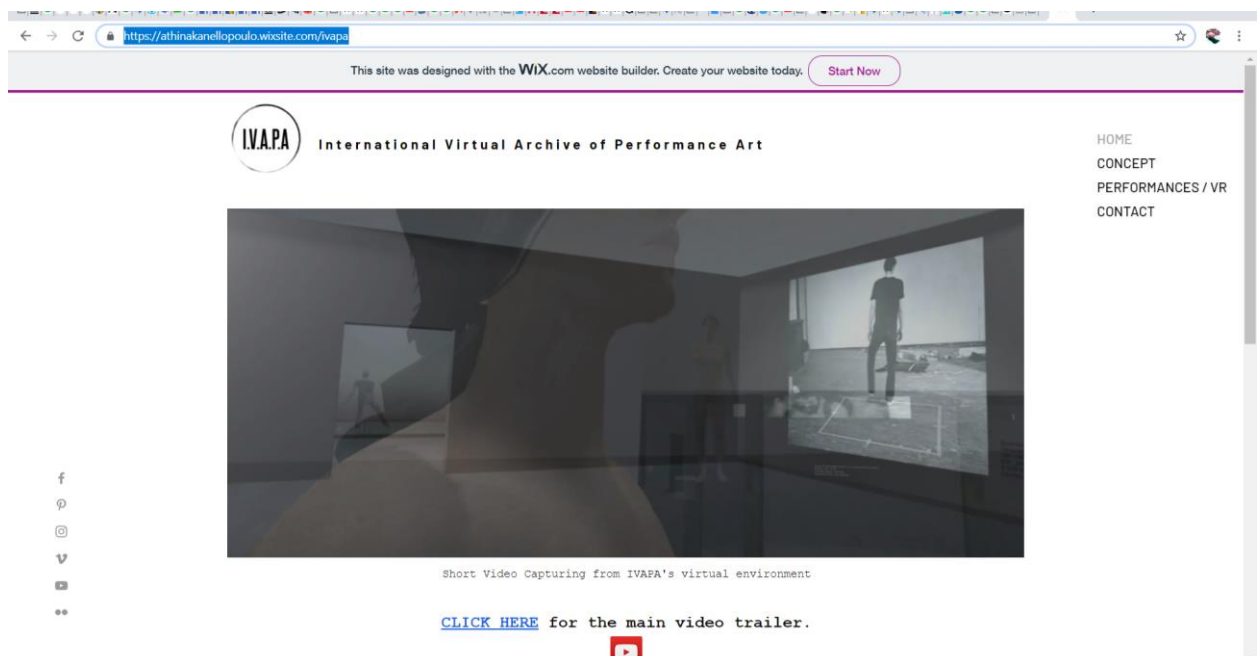 https://athinakanellopoulo.wixsite.com/ivapa
This site was designed with the WiX.com website builder. Create your website today. Start Now
I.V.A.P.A
International Virtual Archive of Performance Art
HOME
CONCEPT
PERFORMANCES / VR
CONTACT
Short Video Capturing from IVAPA's virtual environment
CLICK HERE for the main video trailer.